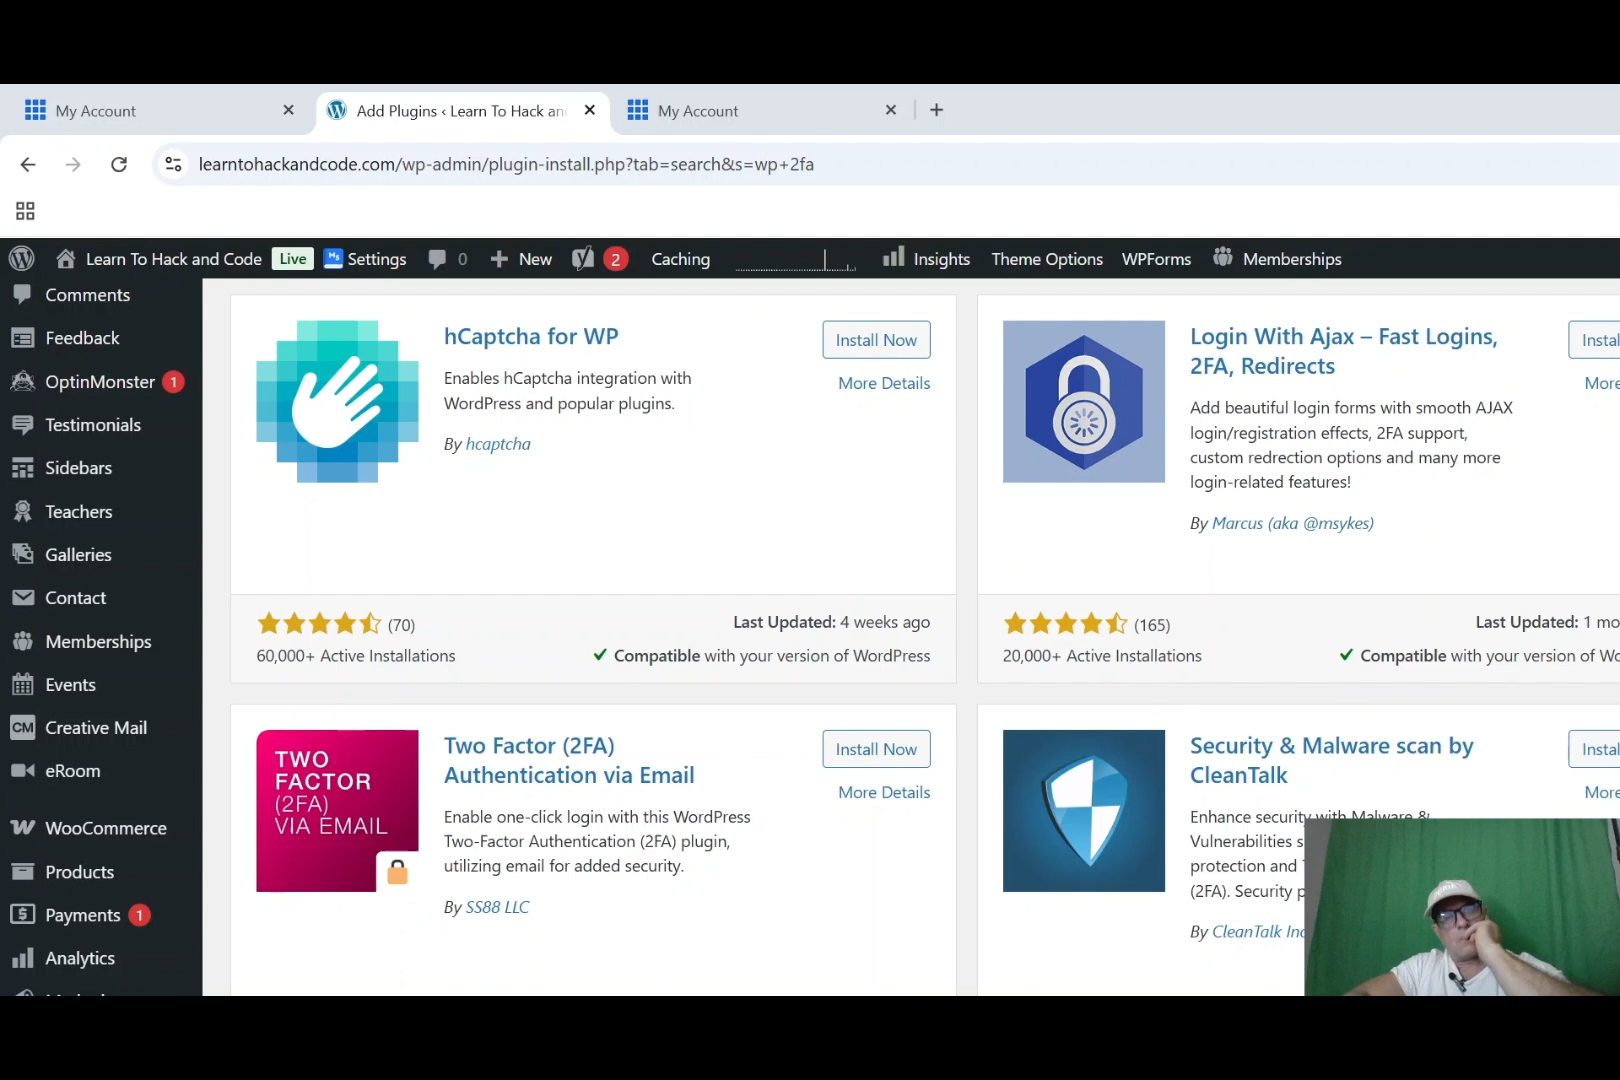 My Account
Add Plugins ‹ Learn To Hack an
My Account
learntohackandcode.com/wp-admin/plugin-install.php?tab=search&s=wp+2fa
Learn To Hack and Code Live Settings 0 New 2 Caching Insights Theme Options WPForms Memberships
Comments
Feedback
OptinMonster 1
Testimonials
Sidebars
Teachers
Galleries
Contact
Memberships
Events
CM Creative Mail
eRoom
WooCommerce
Products
Payments 1
Analytics
hCaptcha for WP
Install Now
More Details
Enables hCaptcha integration with
WordPress and popular plugins.
By hcaptcha
(70)
60,000+ Active Installations
Last Updated: 4 weeks ago
Compatible with your version of WordPress
Login With Ajax – Fast Logins,
2FA, Redirects
Instal
More
Add beautiful login forms with smooth AJAX
login/registration effects, 2FA support,
custom redrection options and many more
login-related features!
By Marcus (aka @msykes)
(165)
20,000+ Active Installations
Last Updated: 1 mo
Compatible with your version of Wo
TWO
FACTOR
(2FA)
VIA EMAIL
Two Factor (2FA)
Authentication via Email
Install Now
More Details
Enable one-click login with this WordPress
Two-Factor Authentication (2FA) plugin,
utilizing email for added security.
By SS88 LLC
Security & Malware scan by
CleanTalk
Instal
More
Enhance security with Malware &
Vulnerabilities s
protection and
(2FA). Security p
By CleanTalk Inc